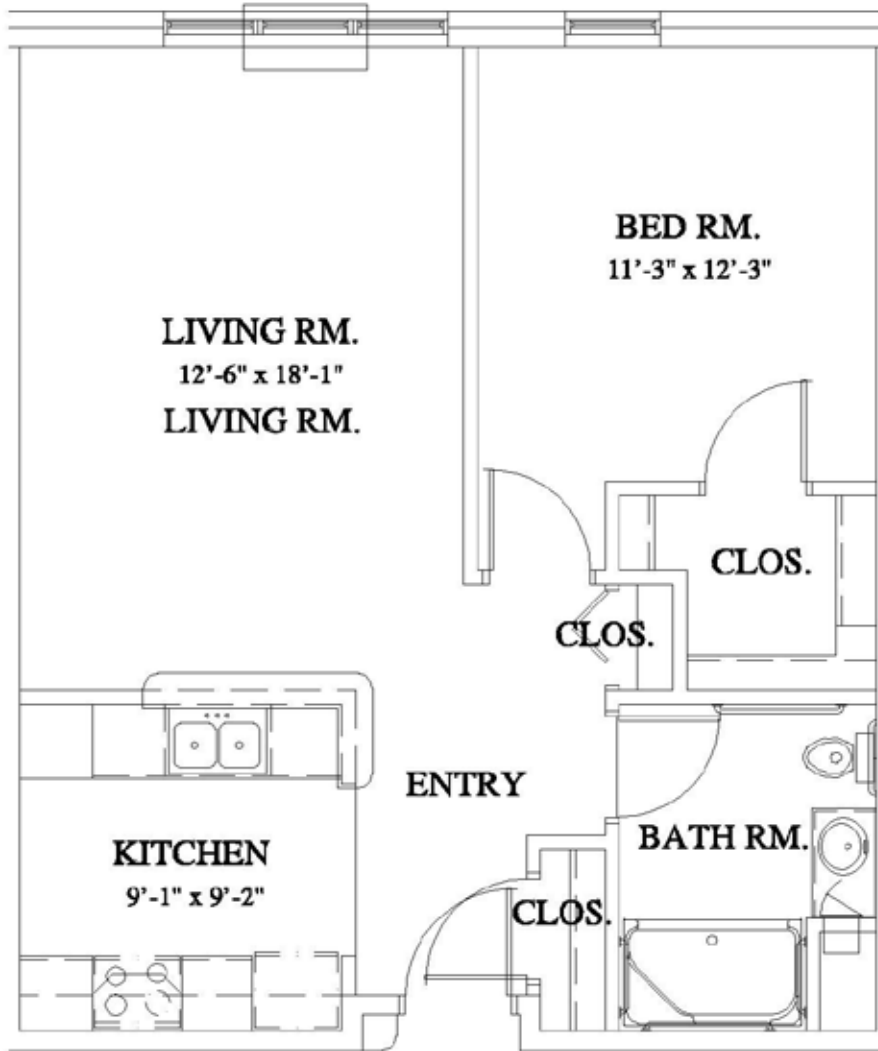 BED RM.
11'-3" x 12'-3"
LIVING RM.
12'-6" x 18'-1"
LIVING RM.
CLOS.
CLOS.
ENTRY
KITCHEN
9'-1" x 9'-2"
BATH RM.
CLOS.